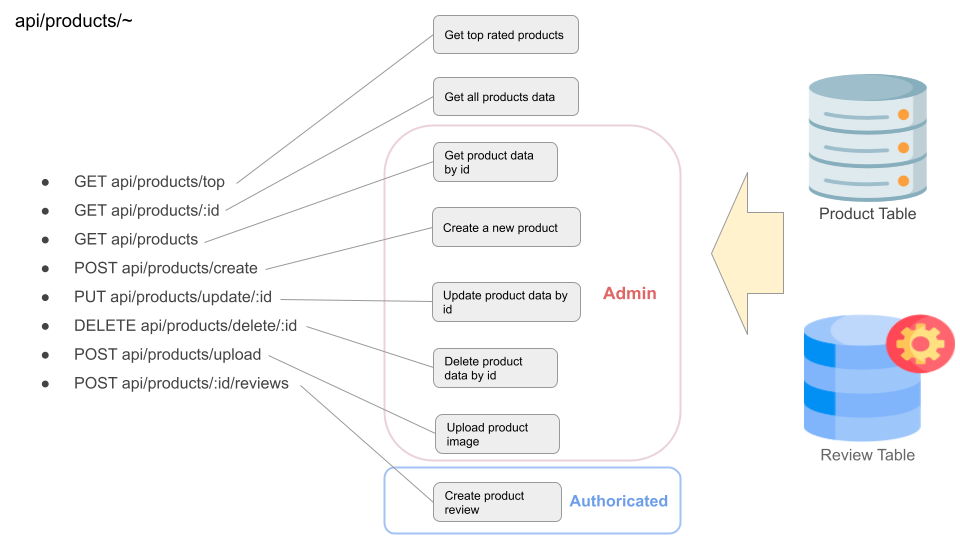 api/products/~
Get top rated products
Get all products data
Get product data
by id
Create a new product
Update product data by
id
Delete product
data by id
Upload product
image
Create product
review
GET api/products/top
GET api/products/:id
GET api/products
POST api/products/create
PUT api/products/update/:id
DELETE api/products/delete/:id
POST api/products/upload
POST api/products/:id/reviews
Admin
Authoricated
Product Table
Review Table